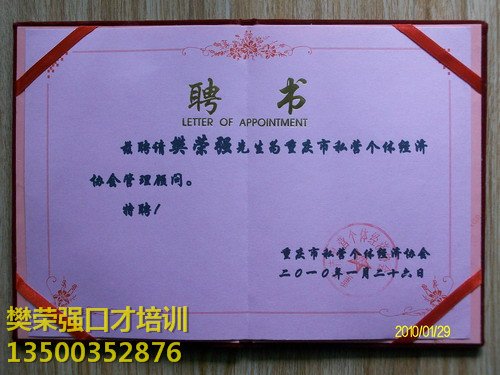 聘 书
LETTER OF APPOINTMENT
兹聘请樊荣强先生为重庆市私营个体经济
协会管理顾问。
特聘!
重庆市私营个体经济协会
二〇一〇年一月二十六日
樊荣强口才培训
13500352876
2010/01/29